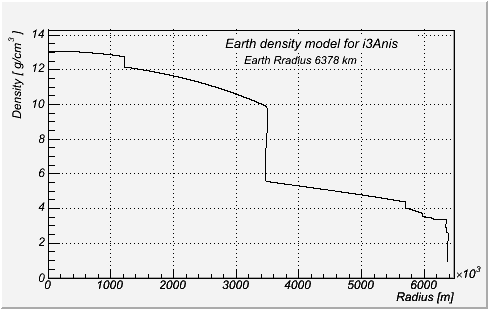 Earth density model for i3Anis
Earth Rradius 6378 km
Density [ g/cm³ ]
14
12
10
8
6
4
2
0
0 1000 2000 3000 4000 5000 6000
×10³
Radius [m]